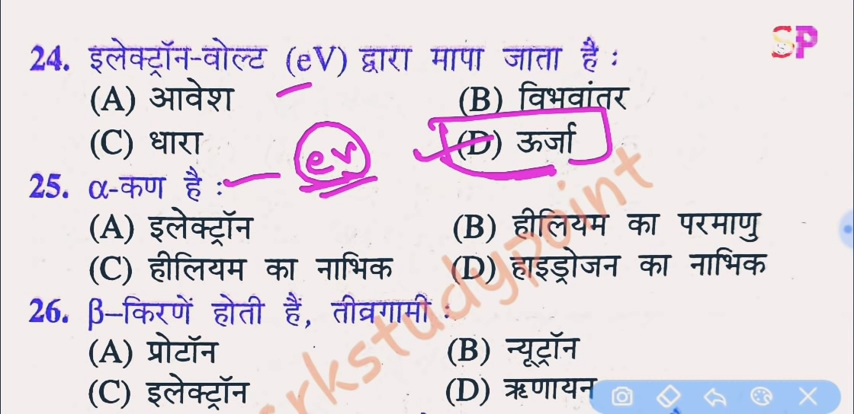 SP
24. इलेक्ट्रॉन-वोल्ट (eV) द्वारा मापा जाता है :
(A) आवेश (B) विभवांतर
(C) धारा (D) ऊर्जा
ev
25. α-कण है :
(A) इलेक्ट्रॉन (B) हीलियम का परमाणु
(C) हीलियम का नाभिक (D) हाइड्रोजन का नाभिक
26. β–किरणें होती हैं, तीव्रगामी :
(A) प्रोटॉन (B) न्यूट्रॉन
(C) इलेक्ट्रॉन (D) ऋणायन
arkstudypoint